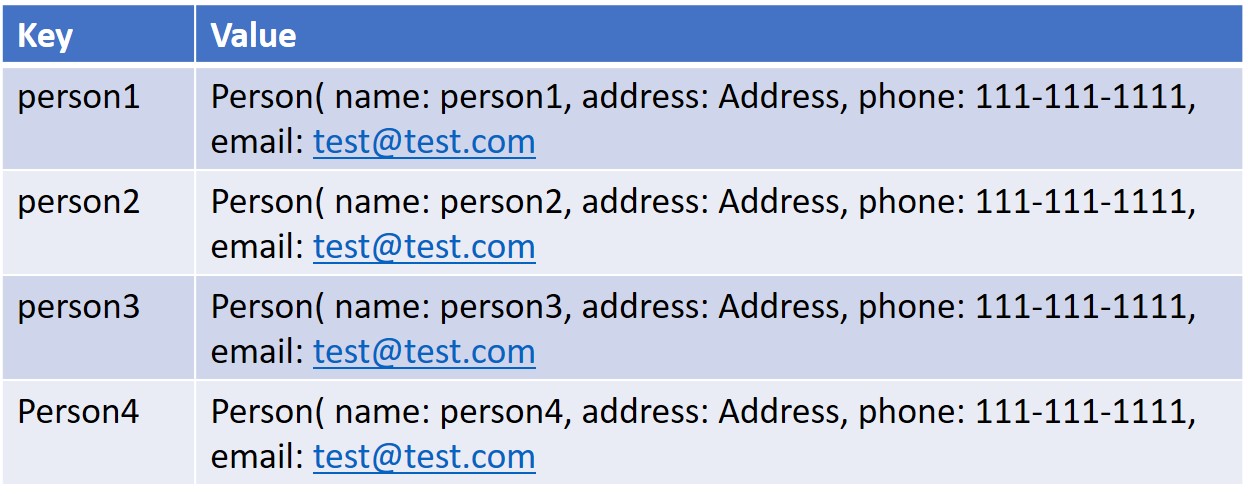 Key Value
person1 Person( name: person1, address: Address, phone: 111-111-1111,
email: test@test.com
person2 Person( name: person2, address: Address, phone: 111-111-1111,
email: test@test.com
person3 Person( name: person3, address: Address, phone: 111-111-1111,
email: test@test.com
Person4 Person( name: person4, address: Address, phone: 111-111-1111,
email: test@test.com